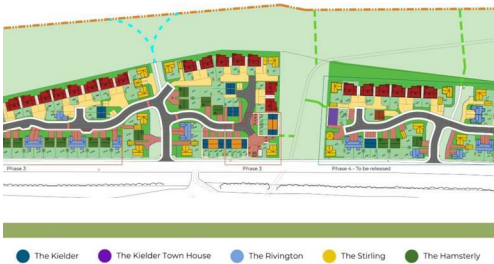 Phase 3
Phase 3
Phase 4 - To be released
The Kielder
The Kielder Town House
The Rivington
The Stirling
The Hamsterly